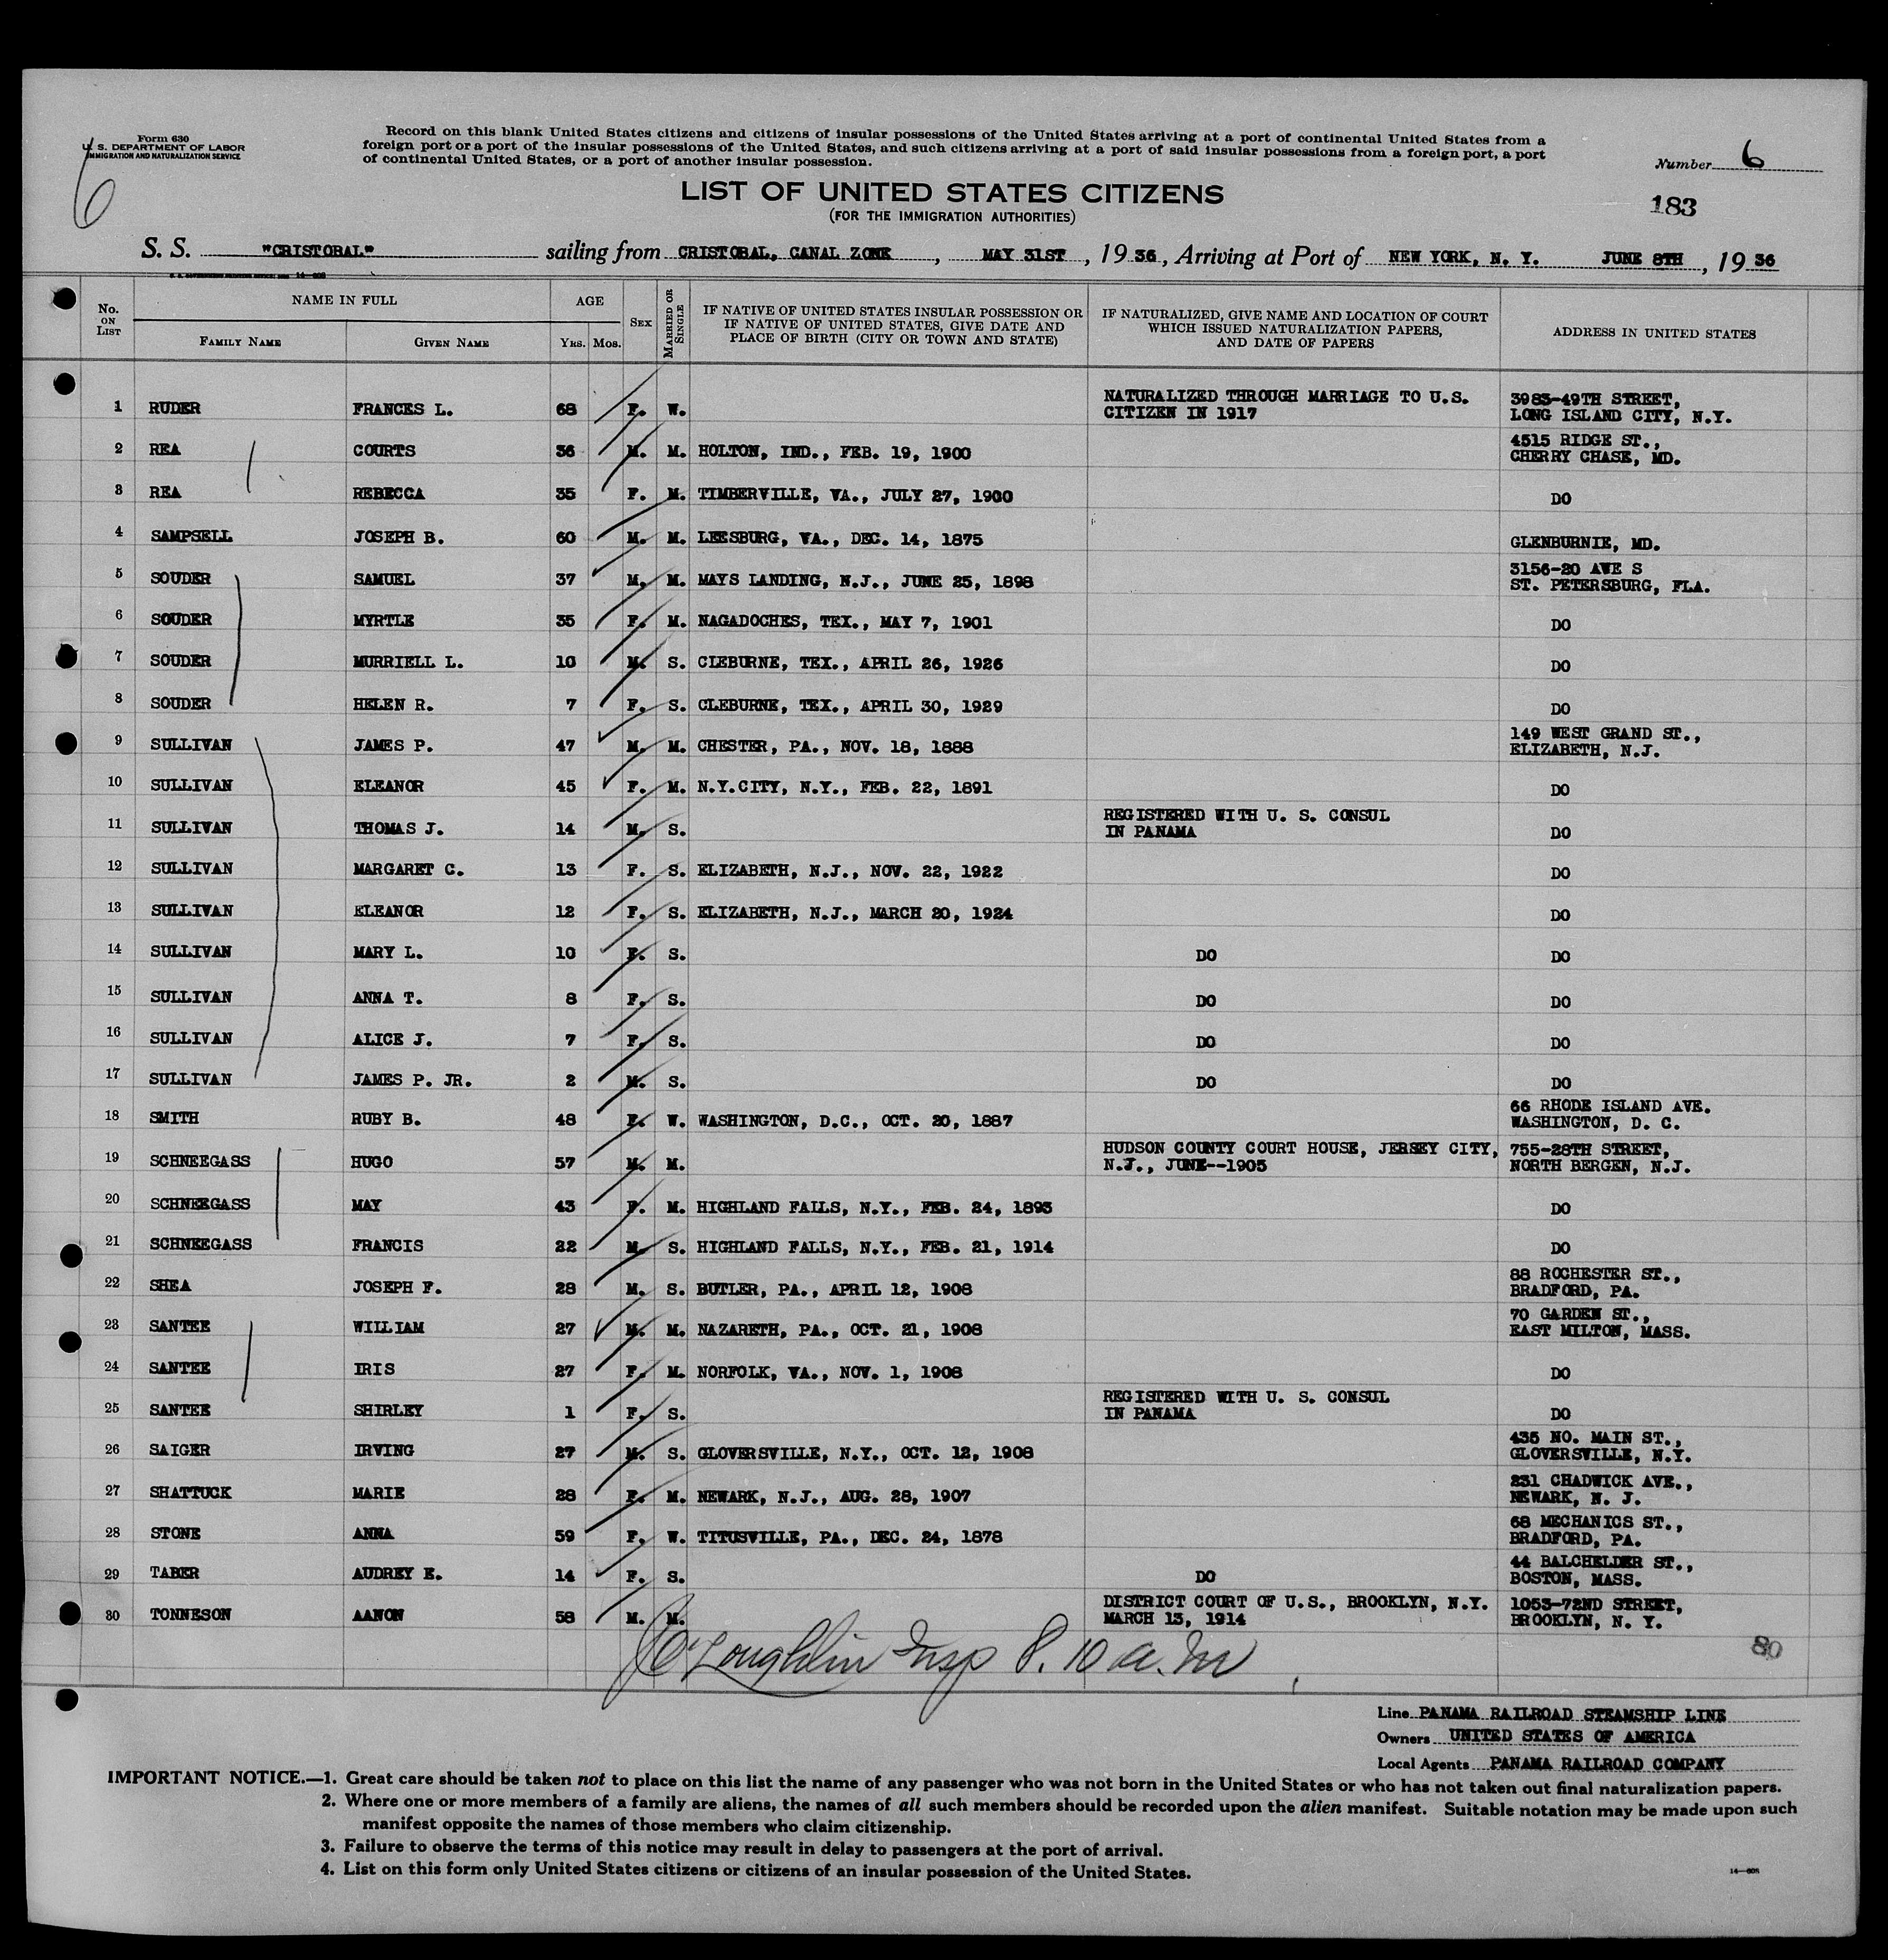 Form 630
U. S. DEPARTMENT OF LABOR
IMMIGRATION AND NATURALIZATION SERVICE
6
Record on this blank United States citizens and citizens of insular possessions of the United States arriving at a port of continental United States from a
foreign port or a port of the insular possessions of the United States, and such citizens arriving at a port of said insular possessions from a foreign port, a port
of continental United States, or a port of another insular possession.
Number 6
LIST OF UNITED STATES CITIZENS
(FOR THE IMMIGRATION AUTHORITIES)
183
S. S. "CRISTOBAL" sailing from CRISTOBAL, CANAL ZONE, MAY 31ST, 1936, Arriving at Port of NEW YORK, N. Y. JUNE 8TH, 1936
No. ON LIST
NAME IN FULL
FAMILY NAME GIVEN NAME
AGE
YRS. MOS.
SEX
MARRIED OR SINGLE
IF NATIVE OF UNITED STATES INSULAR POSSESSION OR
IF NATIVE OF UNITED STATES, GIVE DATE AND
PLACE OF BIRTH (CITY OR TOWN AND STATE)
IF NATURALIZED, GIVE NAME AND LOCATION OF COURT
WHICH ISSUED NATURALIZATION PAPERS,
AND DATE OF PAPERS
ADDRESS IN UNITED STATES
1 RUDER FRANCES L. 68 F. W. NATURALIZED THROUGH MARRIAGE TO U.S. CITIZEN IN 1917 3983-49TH STREET, LONG ISLAND CITY, N.Y.
2 REA COURTS 36 M. M. HOLTON, IND., FEB. 19, 1900 4515 RIDGE ST., CHERRY CHASE, MD.
3 REA REBECCA 35 F. M. TIMBERVILLE, VA., JULY 27, 1900 DO
4 SAMPSELL JOSEPH B. 60 M. M. LEESBURG, VA., DEC. 14, 1875 GLENBURNIE, MD.
5 SOUDER SAMUEL 37 M. M. MAYS LANDING, N.J., JUNE 25, 1898 3156-20 AVE S ST. PETERSBURG, FLA.
6 SOUDER MYRTLE 35 F. M. NAGADOCHES, TEX., MAY 7, 1901 DO
7 SOUDER MURRIELL L. 10 M. S. CLEBURNE, TEX., APRIL 26, 1926 DO
8 SOUDER HELEN R. 7 F. S. CLEBURNE, TEX., APRIL 30, 1929 DO
9 SULLIVAN JAMES P. 47 M. M. CHESTER, PA., NOV. 18, 1888 149 WEST GRAND ST., ELIZABETH, N.J.
10 SULLIVAN ELEANOR 45 F. M. N.Y.CITY, N.Y., FEB. 22, 1891 DO
11 SULLIVAN THOMAS J. 14 M. S. REGISTERED WITH U. S. CONSUL IN PANAMA DO
12 SULLIVAN MARGARET C. 13 F. S. ELIZABETH, N.J., NOV. 22, 1922 DO
13 SULLIVAN ELEANOR 12 F. S. ELIZABETH, N.J., MARCH 20, 1924 DO
14 SULLIVAN MARY L. 10 F. S. DO DO
15 SULLIVAN ANNA T. 8 F. S. DO DO
16 SULLIVAN ALICE J. 7 F. S. DO DO
17 SULLIVAN JAMES P. JR. 2 M. S. DO DO
18 SMITH RUBY B. 48 F. W. WASHINGTON, D.C., OCT. 20, 1887 66 RHODE ISLAND AVE. WASHINGTON, D. C.
19 SCHNEEGASS HUGO 57 M. M. HUDSON COUNTY COURT HOUSE, JERSEY CITY, N.J., JUNE--1905 755-28TH STREET, NORTH BERGEN, N.J.
20 SCHNEEGASS MAY 43 F. M. HIGHLAND FALLS, N.Y., FEB. 24, 1893 DO
21 SCHNEEGASS FRANCIS 22 M. S. HIGHLAND FALLS, N.Y., FEB. 21, 1914 DO
22 SHEA JOSEPH F. 28 M. S. BUTLER, PA., APRIL 12, 1908 88 ROCHESTER ST., BRADFORD, PA.
23 SANTEE WILLIAM 27 M. M. NAZARETH, PA., OCT. 21, 1908 70 GARDEN ST., EAST MILTON, MASS.
24 SANTEE IRIS 27 F. M. NORFOLK, VA., NOV. 1, 1908 DO
25 SANTEE SHIRLEY 1 F. S. REGISTERED WITH U. S. CONSUL IN PANAMA DO
26 SAIGER IRVING 27 M. S. GLOVERSVILLE, N.Y., OCT. 12, 1908 435 NO. MAIN ST., GLOVERSVILLE, N.Y.
27 SHATTUCK MARIE 28 F. M. NEWARK, N.J., AUG. 28, 1907 231 CHADWICK AVE., NEWARK, N. J.
28 STONE ANNA 59 F. W. TITUSVILLE, PA., DEC. 24, 1878 68 MECHANICS ST., BRADFORD, PA.
29 TABER AUDREY E. 14 F. S. DO 44 BALCHELDER ST., BOSTON, MASS.
30 TONNESON AANON 58 M. M. DISTRICT COURT OF U.S., BROOKLYN, N.Y. MARCH 13, 1914 1053-72ND STREET, BROOKLYN, N. Y.
O'Loughlin Insp 8.10 a.m
80
Line PANAMA RAILROAD STEAMSHIP LINE
Owners UNITED STATES OF AMERICA
Local Agents PANAMA RAILROAD COMPANY
IMPORTANT NOTICE.—1. Great care should be taken not to place on this list the name of any passenger who was not born in the United States or who has not taken out final naturalization papers.
2. Where one or more members of a family are aliens, the names of all such members should be recorded upon the alien manifest. Suitable notation may be made upon such
manifest opposite the names of those members who claim citizenship.
3. Failure to observe the terms of this notice may result in delay to passengers at the port of arrival.
4. List on this form only United States citizens or citizens of an insular possession of the United States.